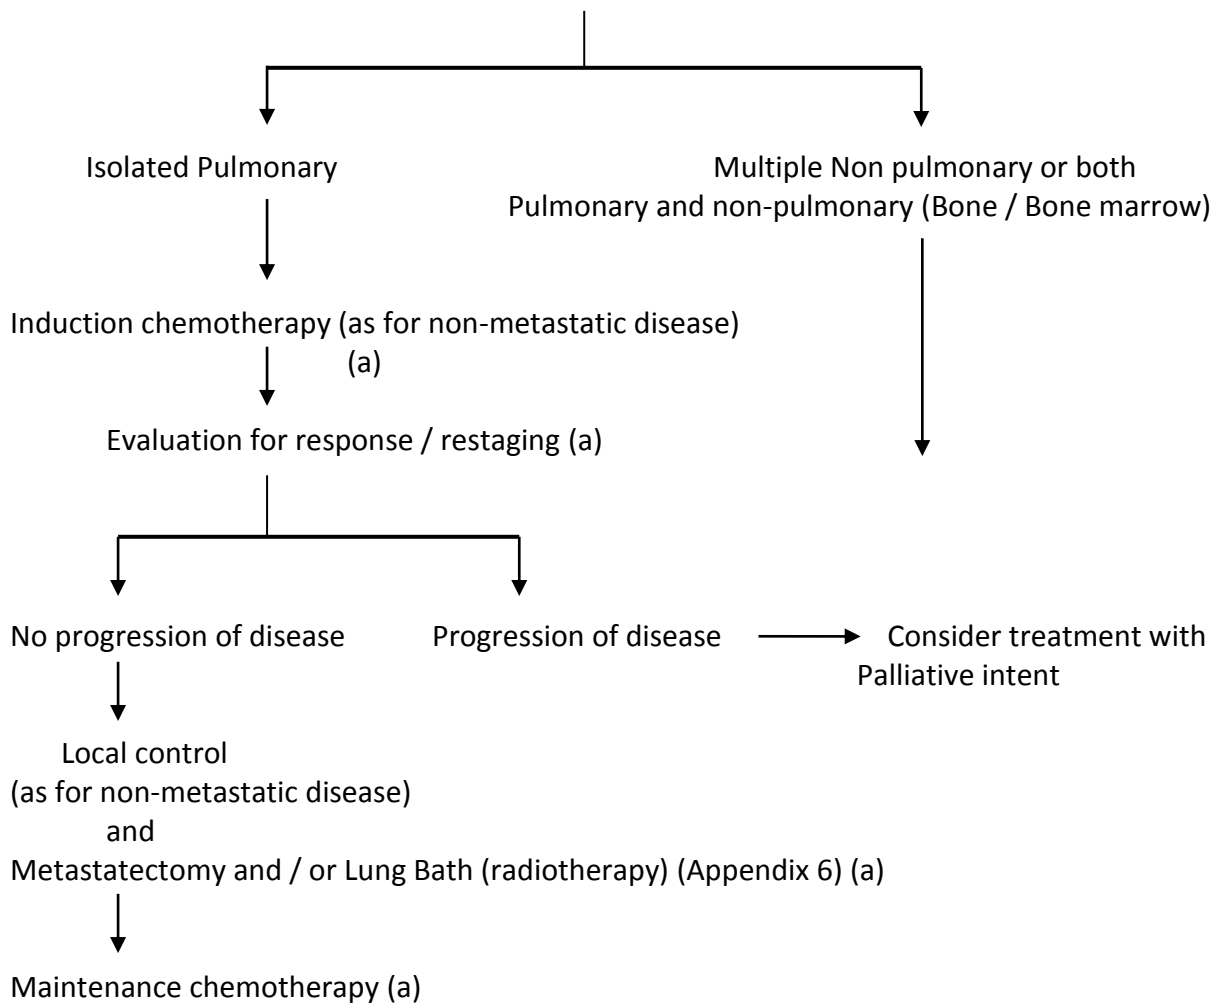 Isolated Pulmonary
Multiple Non pulmonary or both
Pulmonary and non-pulmonary (Bone / Bone marrow)
Induction chemotherapy (as for non-metastatic disease)
(a)
Evaluation for response / restaging (a)
No progression of disease
Progression of disease
Consider treatment with
Palliative intent
Local control
(as for non-metastatic disease)
and
Metastatectomy and / or Lung Bath (radiotherapy) (Appendix 6) (a)
Maintenance chemotherapy (a)